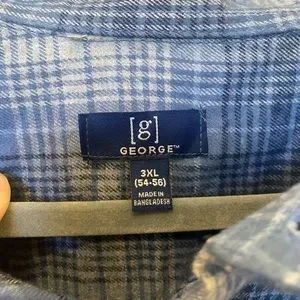 [g]
GEORGE™
3XL
(54-56)
MADE IN
BANGLADESH